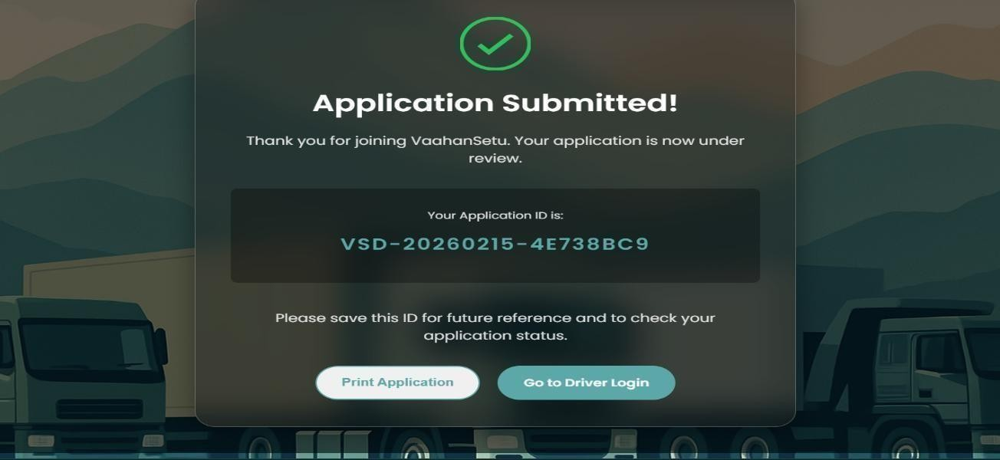 Application Submitted!
Thank you for joining VaahanSetu. Your application is now under
review.
Your Application ID is:
VSD-20260215-4E738BC9
Please save this ID for future reference and to check your
application status.
Print Application
Go to Driver Login